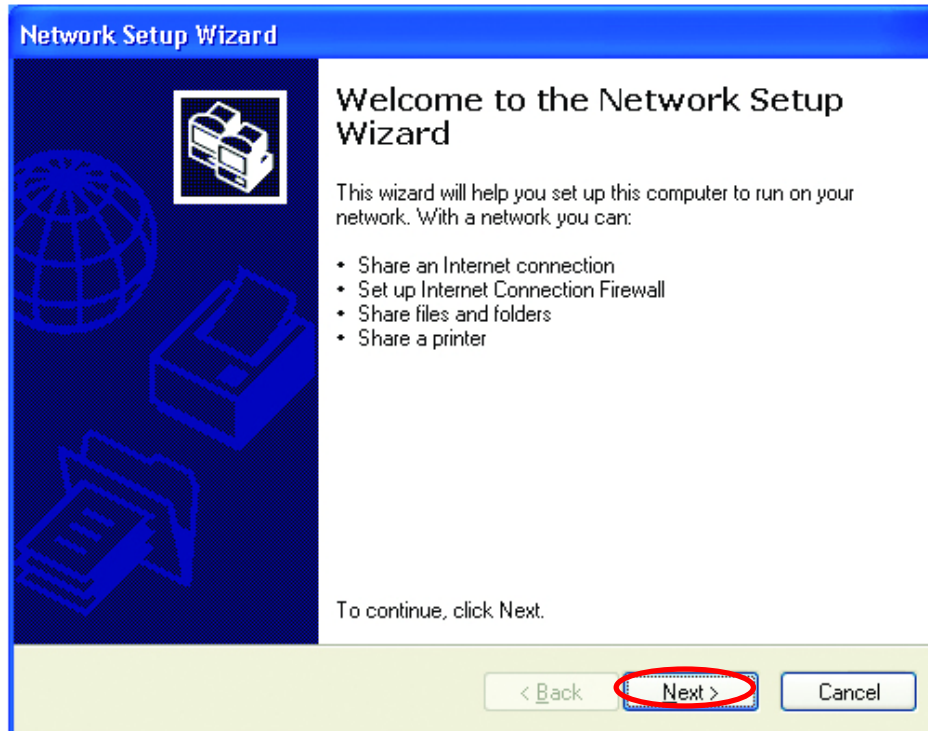 Network Setup Wizard
Welcome to the Network Setup
Wizard
This wizard will help you set up this computer to run on your
network. With a network you can:
• Share an Internet connection
• Set up Internet Connection Firewall
• Share files and folders
• Share a printer
To continue, click Next.
< Back Next > Cancel